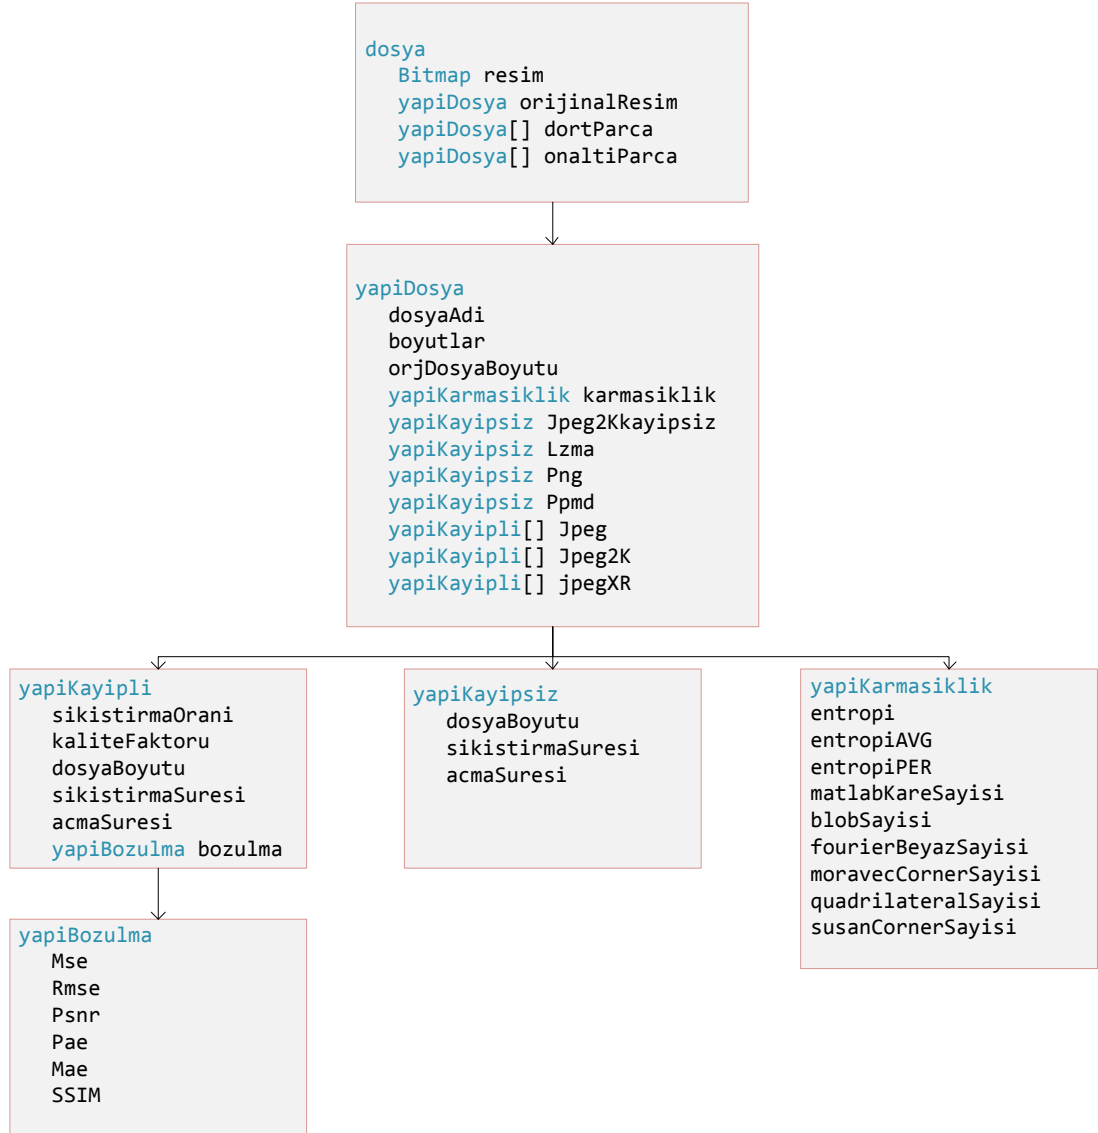 dosya
Bitmap resim
yapiDosya orijinalResim
yapiDosya[] dortParca
yapiDosya[] onaltiParca
yapiDosya
dosyaAdi
boyutlar
orjDosyaBoyutu
yapiKarmasiklik karmasiklik
yapiKayipsiz Jpeg2Kkayipsiz
yapiKayipsiz Lzma
yapiKayipsiz Png
yapiKayipsiz Ppmd
yapiKayipli[] Jpeg
yapiKayipli[] Jpeg2K
yapiKayipli[] jpegXR
yapiKayipli
sikistirmaOrani
kaliteFaktoru
dosyaBoyutu
sikistirmaSuresi
acmaSuresi
yapiBozulma bozulma
yapiKayipsiz
dosyaBoyutu
sikistirmaSuresi
acmaSuresi
yapiKarmasiklik
entropi
entropiAVG
entropiPER
matlabKareSayisi
blobSayisi
fourierBeyazSayisi
moravecCornerSayisi
quadrilateralSayisi
susanCornerSayisi
yapiBozulma
Mse
Rmse
Psnr
Pae
Mae
SSIM